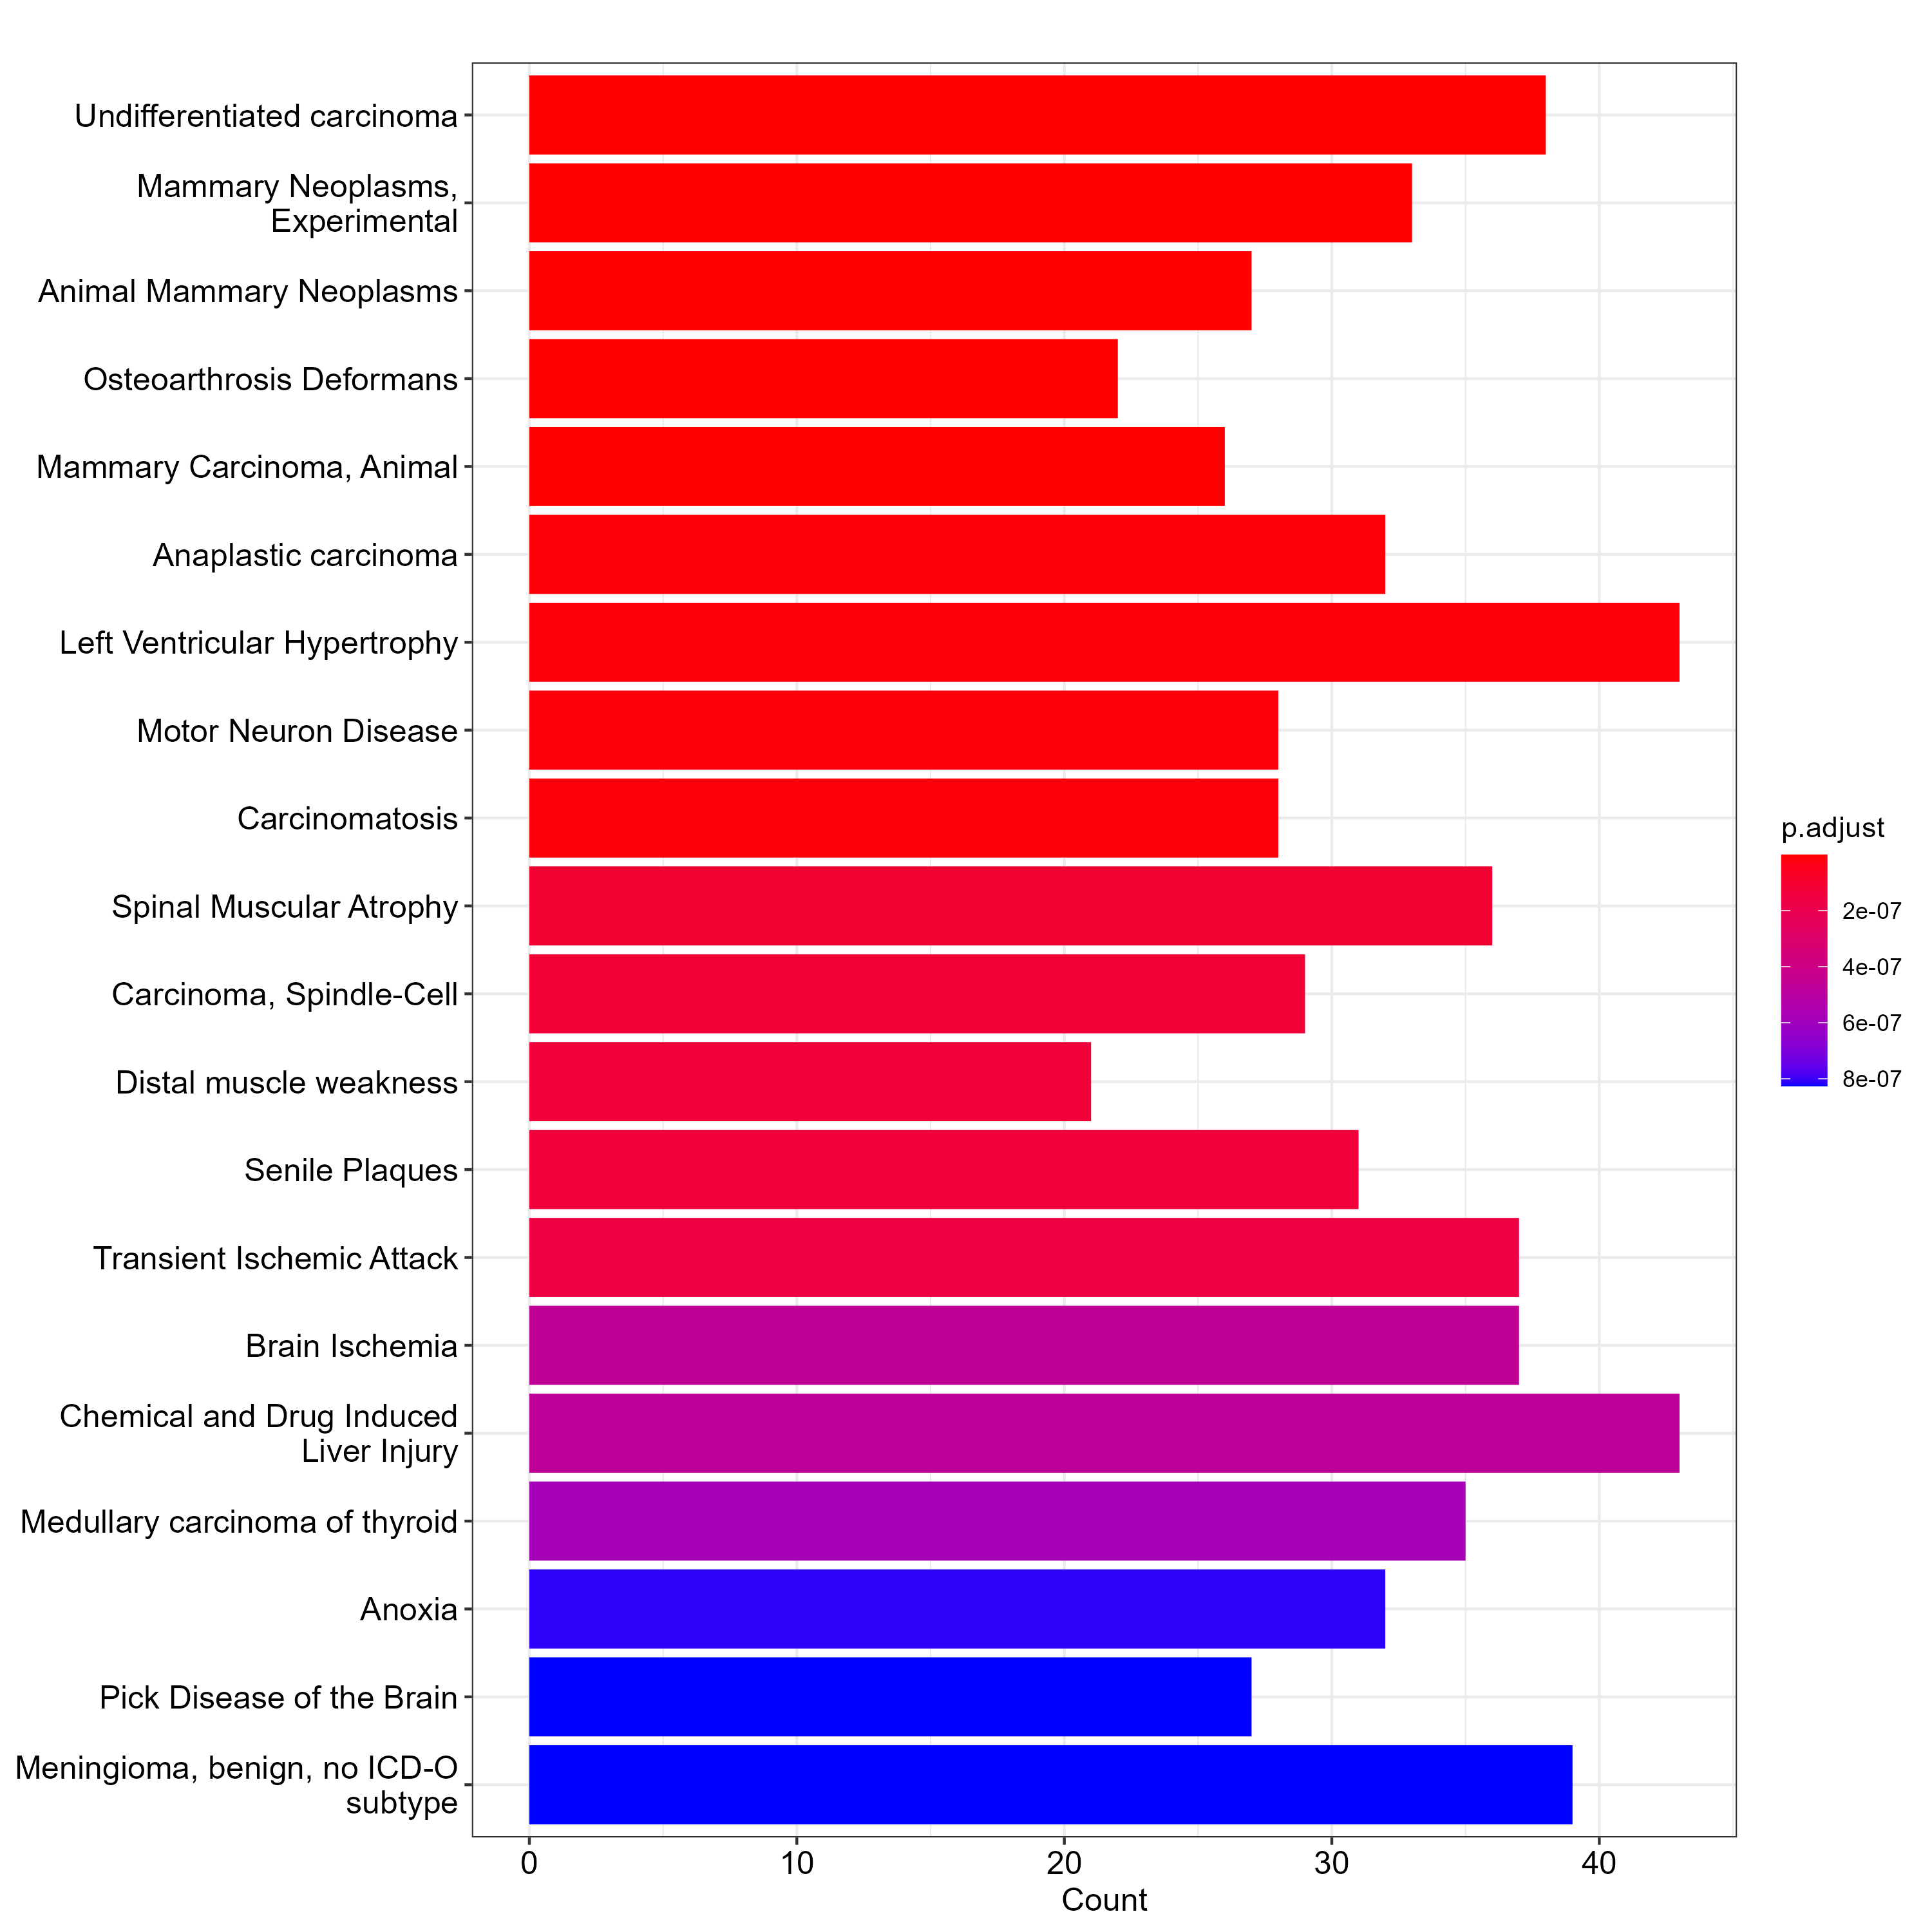 Undifferentiated carcinoma
Mammary Neoplasms,
Experimental
Animal Mammary Neoplasms
Osteoarthrosis Deformans
Mammary Carcinoma, Animal
Anaplastic carcinoma
Left Ventricular Hypertrophy
Motor Neuron Disease
Carcinomatosis
Spinal Muscular Atrophy
Carcinoma, Spindle-Cell
Distal muscle weakness
Senile Plaques
Transient Ischemic Attack
Brain Ischemia
Chemical and Drug Induced
Liver Injury
Medullary carcinoma of thyroid
Anoxia
Pick Disease of the Brain
Meningioma, benign, no ICD-O
subtype
0 10 20 30 40
Count
p.adjust
2e-07
4e-07
6e-07
8e-07